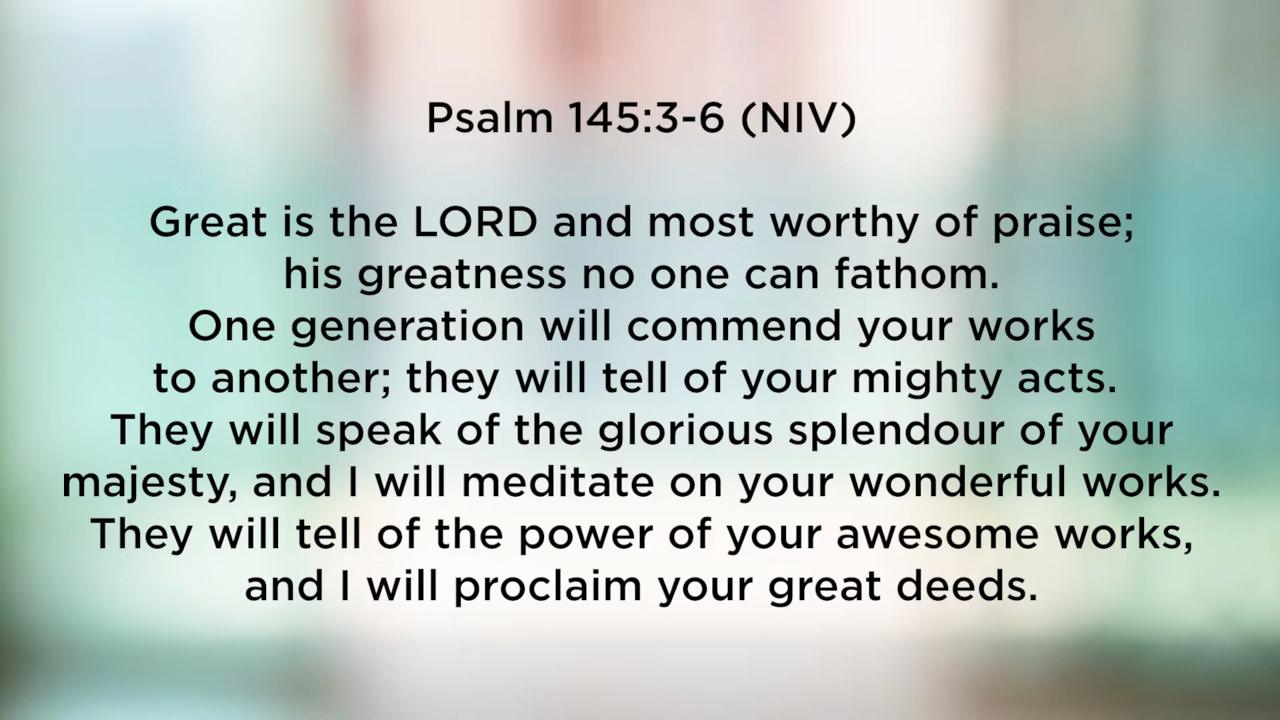 Psalm 145:3-6 (NIV)
Great is the LORD and most worthy of praise;
his greatness no one can fathom.
One generation will commend your works
to another; they will tell of your mighty acts.
They will speak of the glorious splendour of your
majesty, and I will meditate on your wonderful works.
They will tell of the power of your awesome works,
and I will proclaim your great deeds.